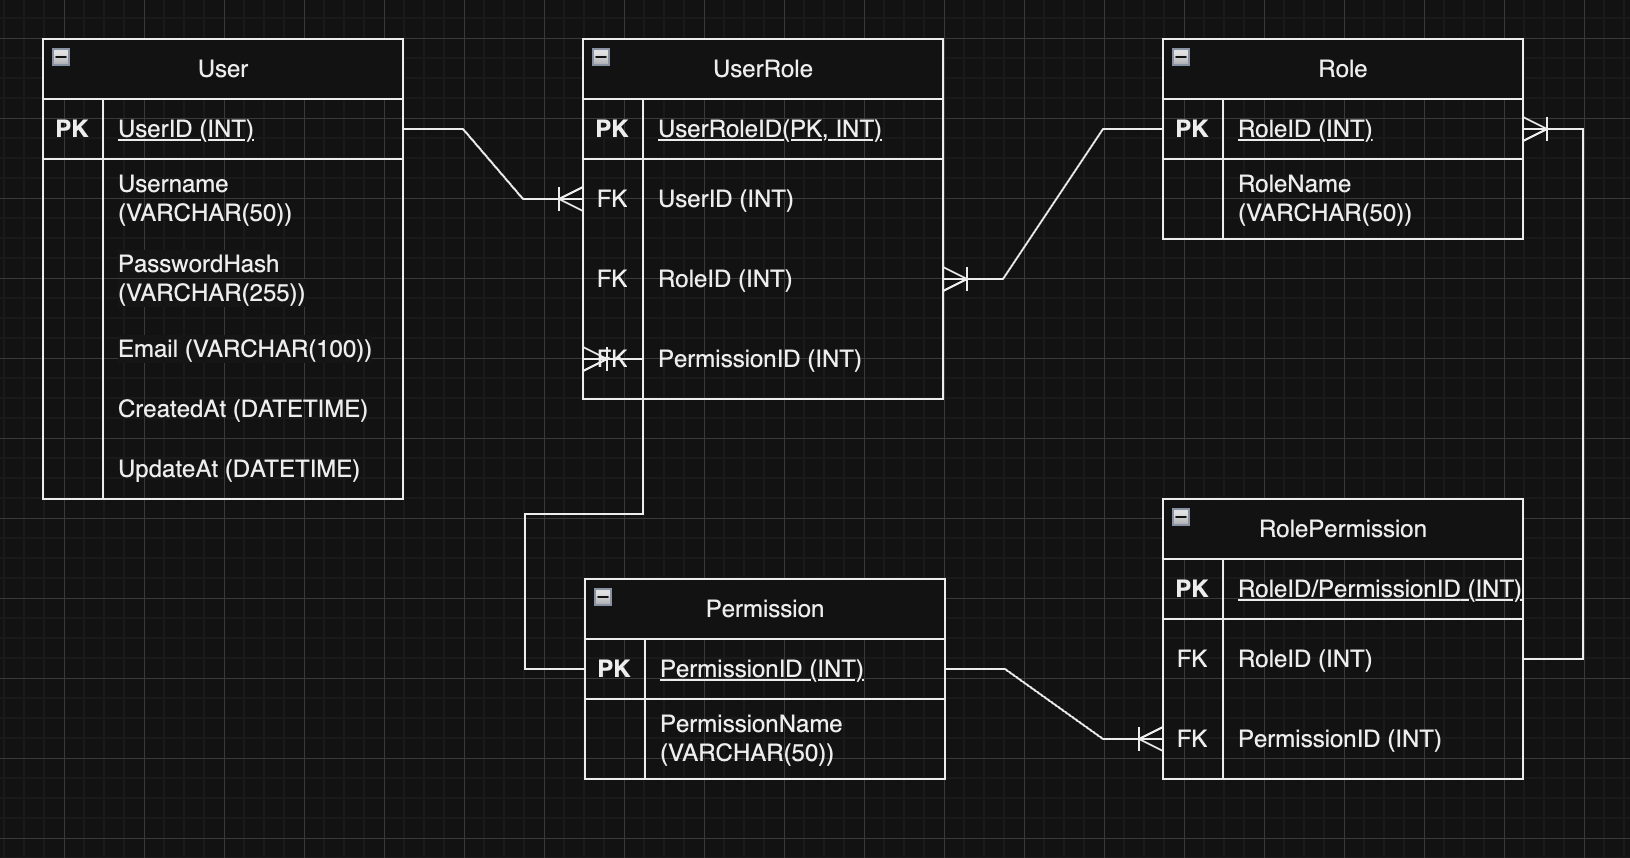 User
PK UserID (INT)
Username
(VARCHAR(50))
PasswordHash
(VARCHAR(255))
Email (VARCHAR(100))
CreatedAt (DATETIME)
UpdateAt (DATETIME)
UserRole
PK UserRoleID(PK, INT)
FK UserID (INT)
FK RoleID (INT)
FK PermissionID (INT)
Role
PK RoleID (INT)
RoleName
(VARCHAR(50))
Permission
PK PermissionID (INT)
PermissionName
(VARCHAR(50))
RolePermission
PK RoleID/PermissionID (INT)
FK RoleID (INT)
FK PermissionID (INT)